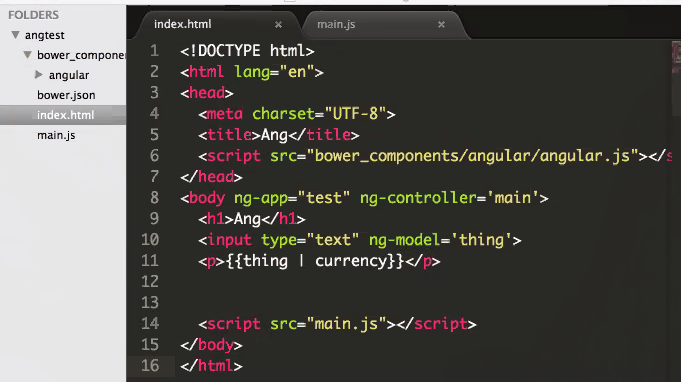 FOLDERS
angtest
bower_componen
angular
bower.json
index.html
main.js
index.html × main.js ×
1 <!DOCTYPE html>
2 <html lang="en">
3 <head>
4 <meta charset="UTF-8">
5 <title>Ang</title>
6 <script src="bower_components/angular/angular.js"></s
7 </head>
8 <body ng-app="test" ng-controller='main'>
9 <h1>Ang</h1>
10 <input type="text" ng-model='thing'>
11 <p>{{thing | currency}}</p>
12
13
14 <script src="main.js"></script>
15 </body>
16 </html>